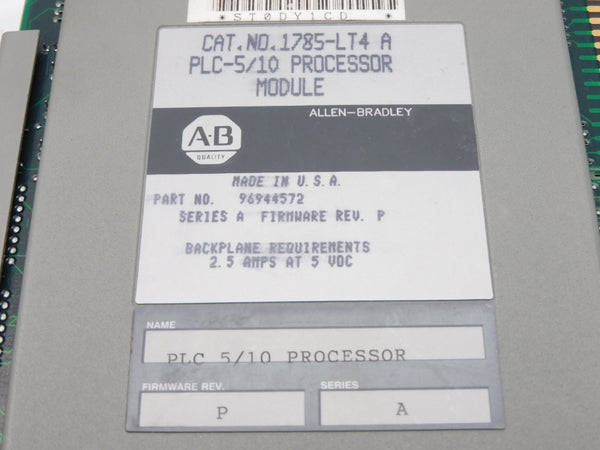 *ST0DY1CD*
CAT.NO.1785-LT4 A
PLC-5/10 PROCESSOR
MODULE
ALLEN-BRADLEY
A-B
QUALITY
MADE IN U.S.A.
PART NO. 96944572
SERIES A FIRMWARE REV. P
BACKPLANE REQUIREMENTS
2.5 AMPS AT 5 VDC
NAME
PLC 5/10 PROCESSOR
FIRMWARE REV. SERIES
P A